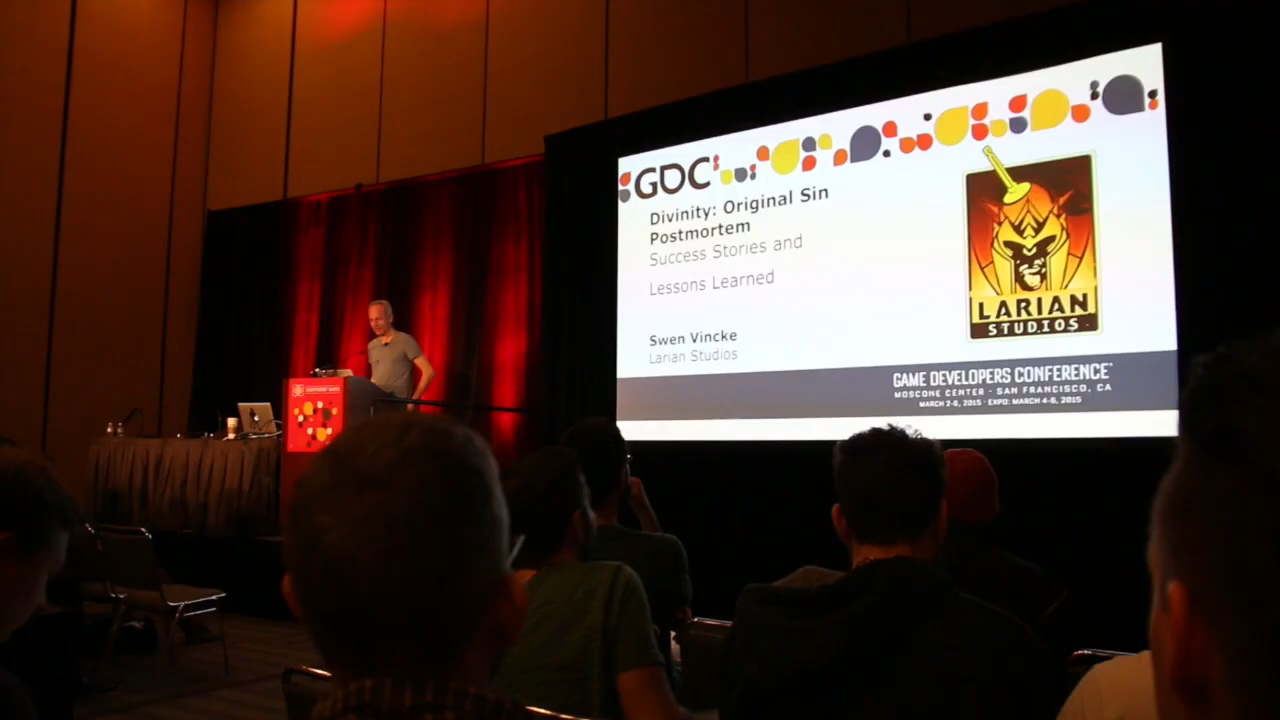 GDC
Divinity: Original Sin
Postmortem
Success Stories and
Lessons Learned
Swen Vincke
Larian Studios
LARIAN
STUDIOS
GAME DEVELOPERS CONFERENCE
MOSCONE CENTER · SAN FRANCISCO, CA
MARCH 2-6, 2015 · EXPO: MARCH 4-6, 2015